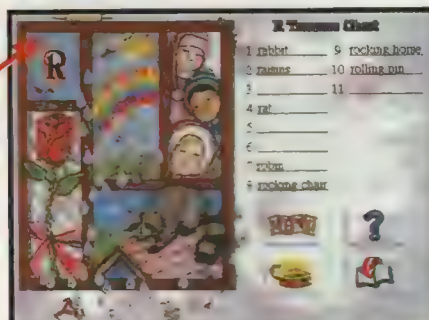 R Treasure Chest
R
1 rabbit
2 raisins
3
4 rat
5
6
7 robin
8 rocking chair
9 rocking horse
10 rolling pin
11
?